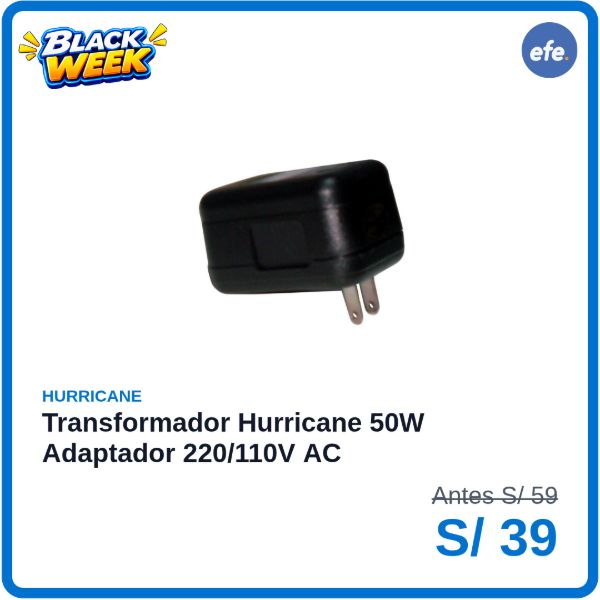 BLACK
WEEK
efe.
HURRICANE
Transformador Hurricane 50W
Adaptador 220/110V AC
Antes S/ 59
S/ 39